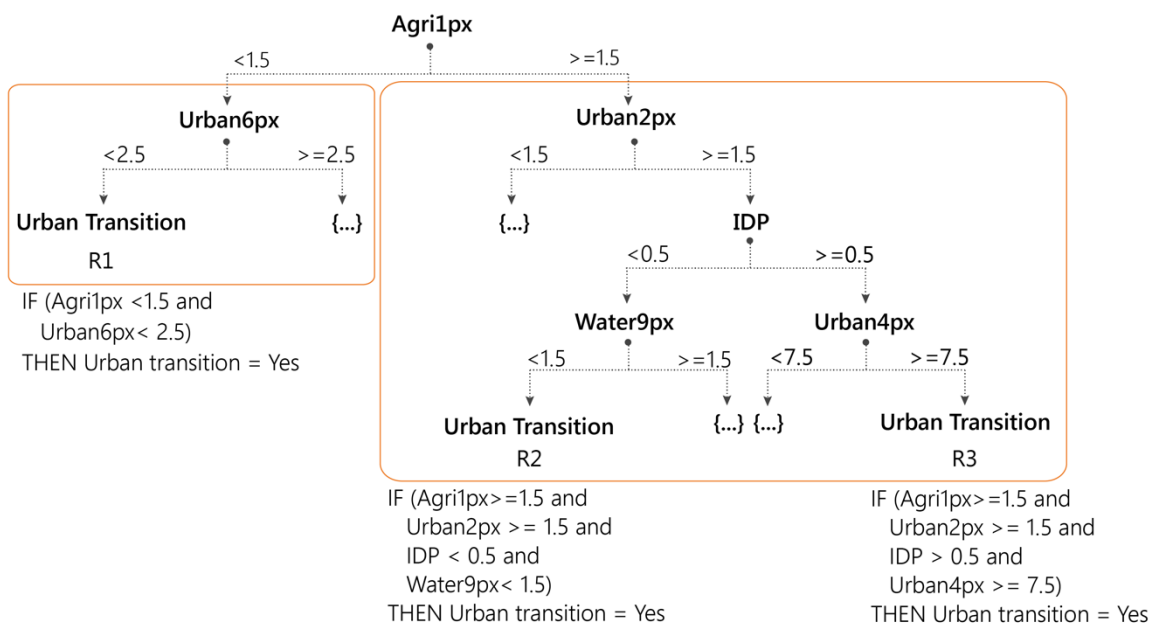 Agri1px
<1.5
>=1.5
Urban6px
Urban2px
<2.5
>=2.5
<1.5
>=1.5
Urban Transition
{...}
{...}
IDP
R1
<0.5
>=0.5
IF (Agri1px <1.5 and
Urban6px< 2.5)
THEN Urban transition = Yes
Water9px
Urban4px
<1.5
>=1.5
<7.5
>=7.5
Urban Transition
{...}
{...}
Urban Transition
R2
R3
IF (Agri1px>=1.5 and
Urban2px >= 1.5 and
IDP < 0.5 and
Water9px< 1.5)
THEN Urban transition = Yes
IF (Agri1px>=1.5 and
Urban2px >= 1.5 and
IDP > 0.5 and
Urban4px >= 7.5)
THEN Urban transition = Yes